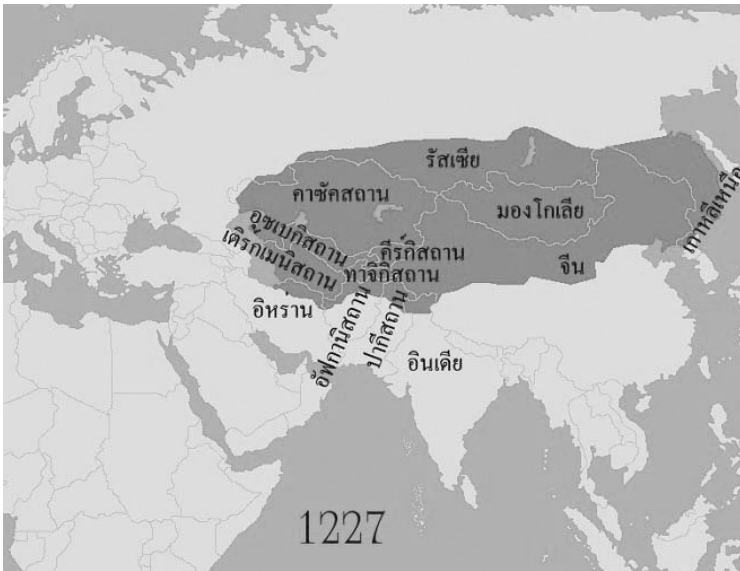 รัสเซีย
คาซัคสถาน
มองโกเลีย
เกาหลีเหนือ
อุซเบกิสถาน
เติร์กเมนิสถาน
คีร์กิสถาน
ทาจิกิสถาน
จีน
อิหร่าน
อัฟกานิสถาน
ปากีสถาน
อินเดีย
1227